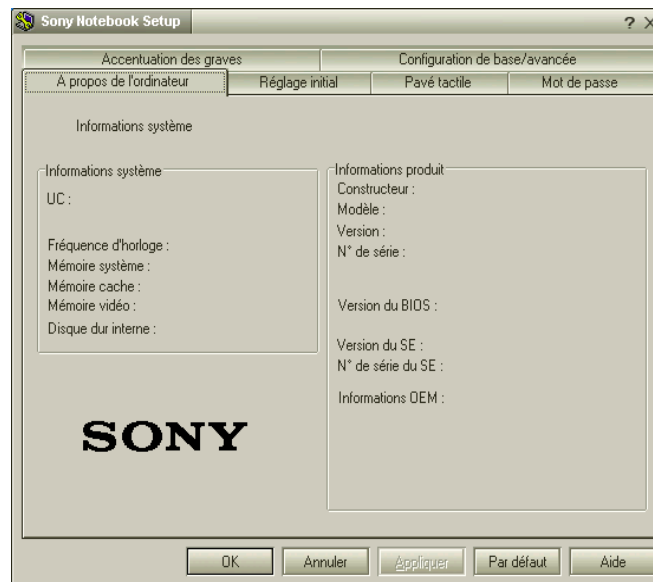 Sony Notebook Setup
Accentuation des graves
Configuration de base/avancée
A propos de l'ordinateur
Réglage initial
Pavé tactile
Mot de passe
Informations système
Informations système
UC :
Fréquence d'horloge :
Mémoire système :
Mémoire cache :
Mémoire vidéo :
Disque dur interne :
Informations produit
Constructeur :
Modèle :
Version :
N° de série :
Version du BIOS :
Version du SE :
N° de série du SE :
Informations OEM :
SONY
OK
Annuler
Appliquer
Par défaut
Aide